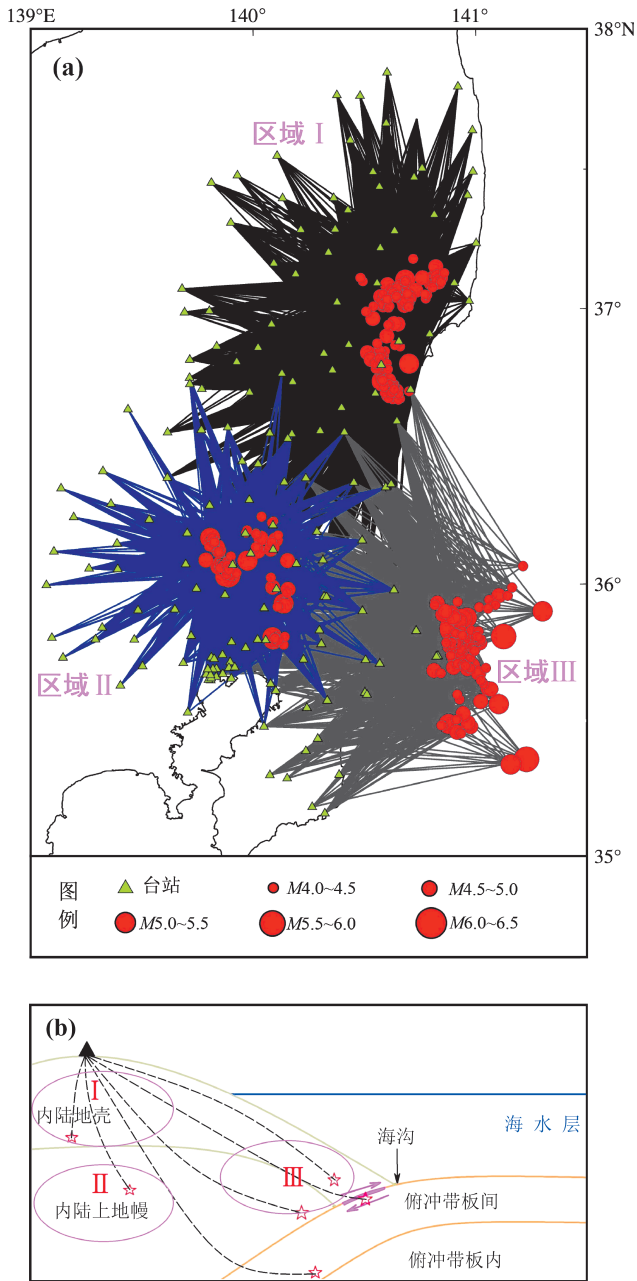 139°E 140° 141° 38°N
(a)
区域 I
37°
36°
区域 II
区域III
35°
图例
台站 M4.0~4.5 M4.5~5.0
M5.0~5.5 M5.5~6.0 M6.0~6.5
(b)
I
内陆地壳
海 水 层
海沟
II
III
内陆上地幔
俯冲带板间
俯冲带板内